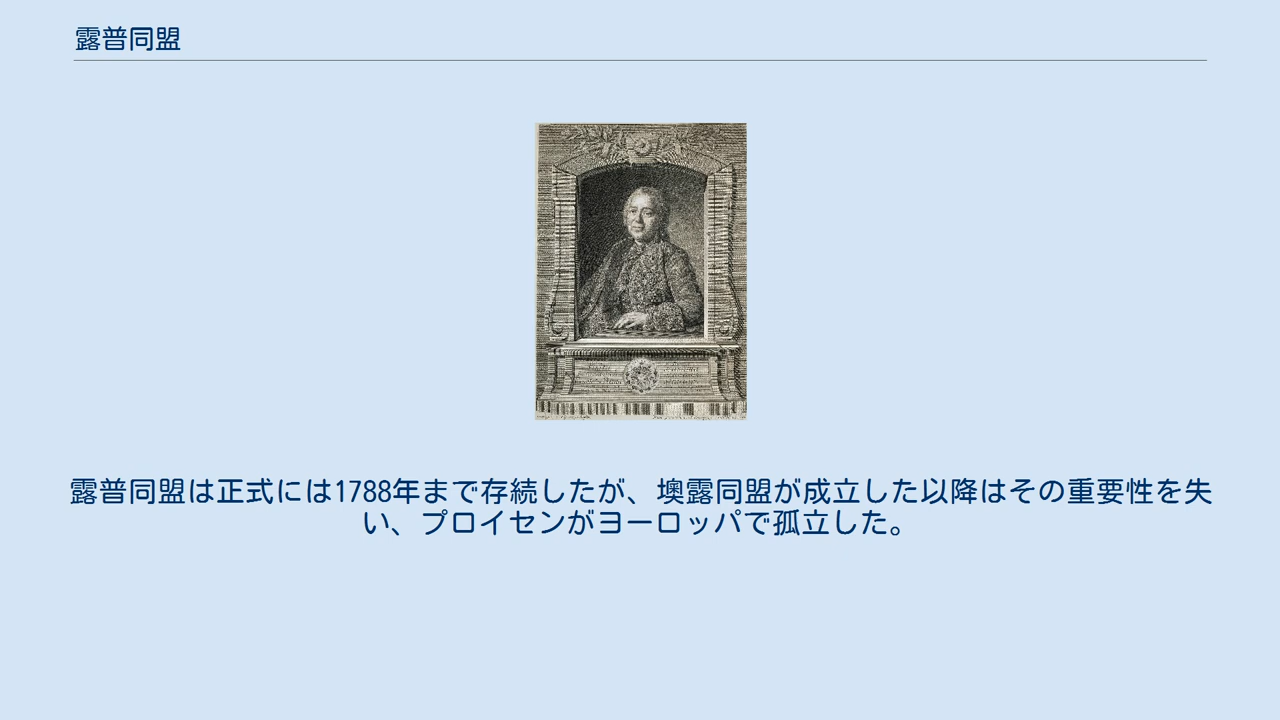 露普同盟
露普同盟は正式には1788年まで存続したが、墺露同盟が成立した以降はその重要性を失
い、プロイセンがヨーロッパで孤立した。